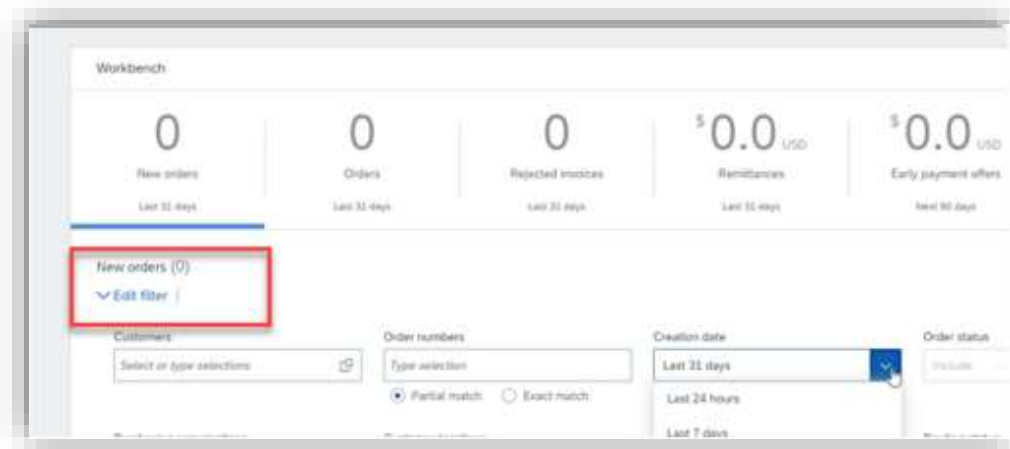 Workbench
0 0 0 $ 0.0 USD $ 0.0 USD
New orders Orders Rejected invoices Remittances Early payment offers
Last 31 days Last 31 days Last 31 days Last 31 days Next 90 days
New orders (0)
Edit filter
Customers Order numbers Creation date Order status
Select or type selections Type selection Last 31 days Include
Partial match Exact match
Last 24 hours
Last 7 days